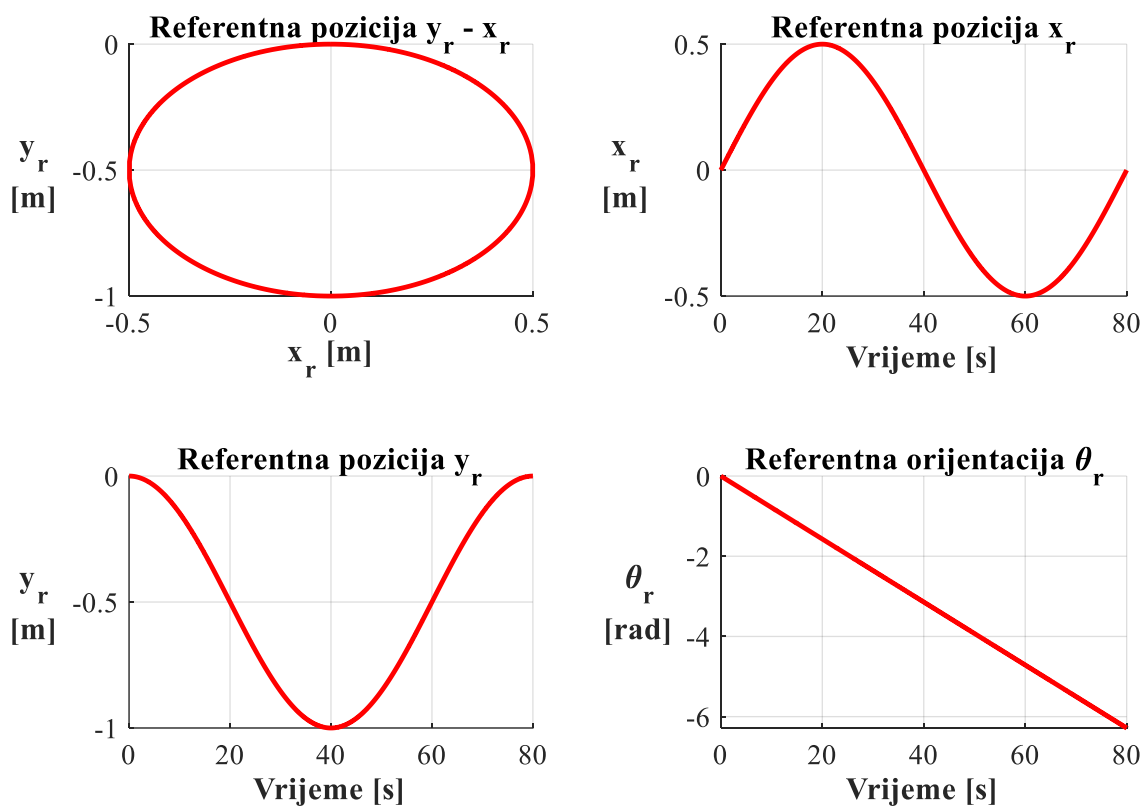 Referentna pozicija y_r - x_r
0
-0.5
-1
y_r
[m]
-0.5 0 0.5
x_r [m]
Referentna pozicija x_r
0.5
0
-0.5
x_r
[m]
0 20 40 60 80
Vrijeme [s]
Referentna pozicija y_r
0
-0.5
-1
y_r
[m]
0 20 40 60 80
Vrijeme [s]
Referentna orijentacija θ_r
0
-2
-4
-6
θ_r
[rad]
0 20 40 60 80
Vrijeme [s]